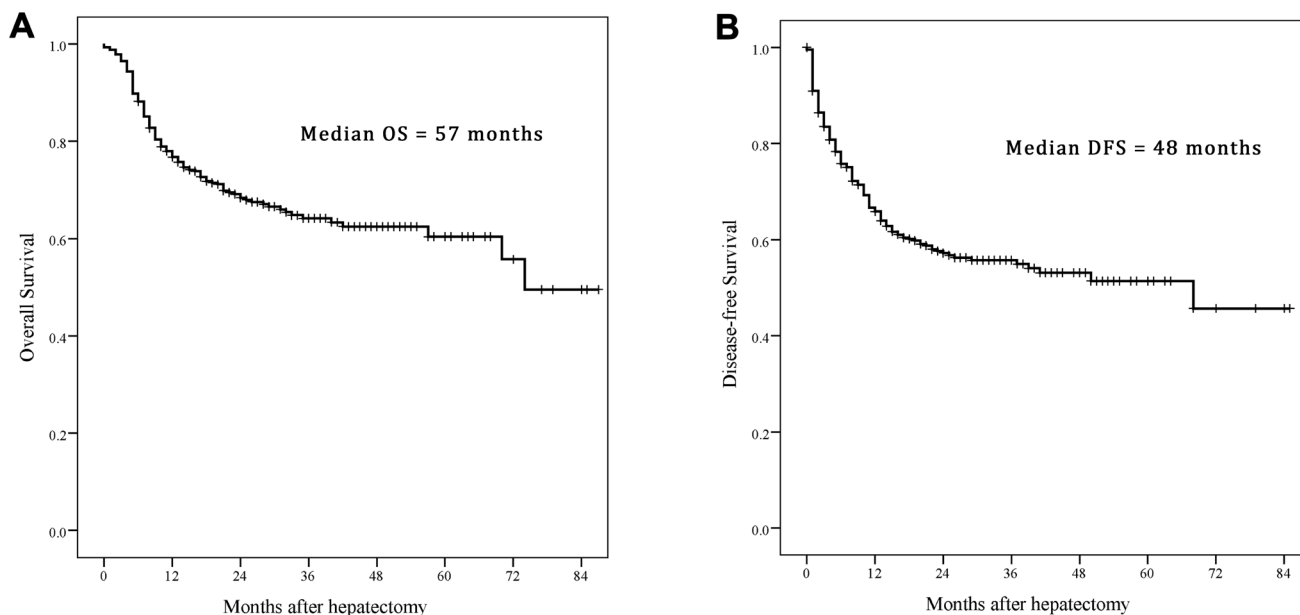 A
1.0
0.8
0.6
0.4
0.2
0.0
Overall Survival
Median OS = 57 months
0 12 24 36 48 60 72 84
Months after hepatectomy
B
1.0
0.8
0.6
0.4
0.2
0.0
Disease-free Survival
Median DFS = 48 months
0 12 24 36 48 60 72 84
Months after hepatectomy